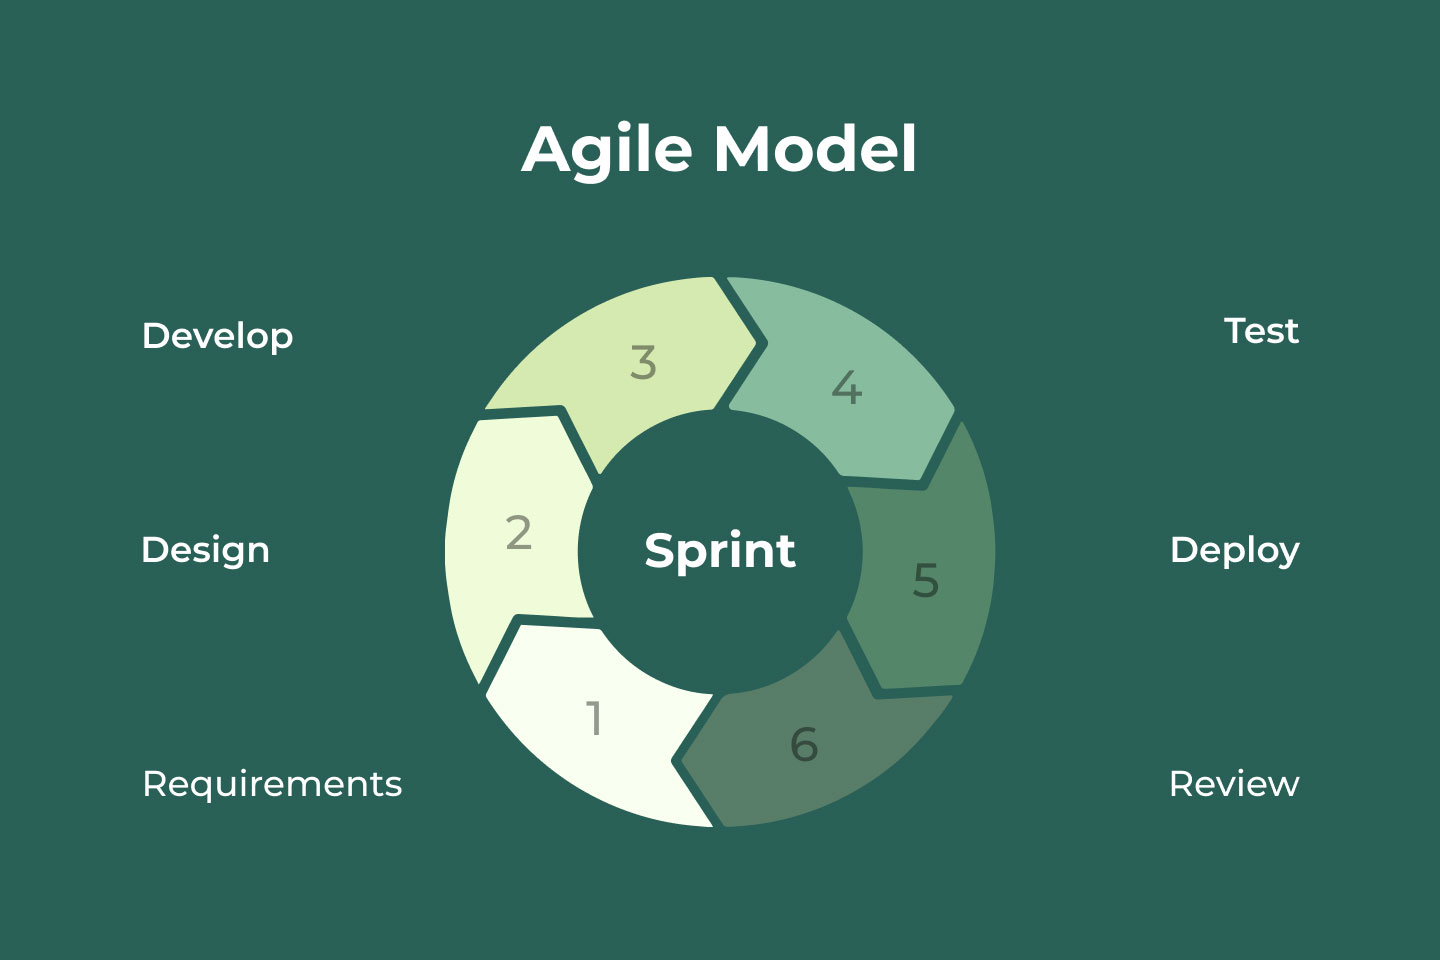 Agile Model
Develop
Test
3
4
Design
2
Sprint
5
Deploy
Requirements
1
6
Review